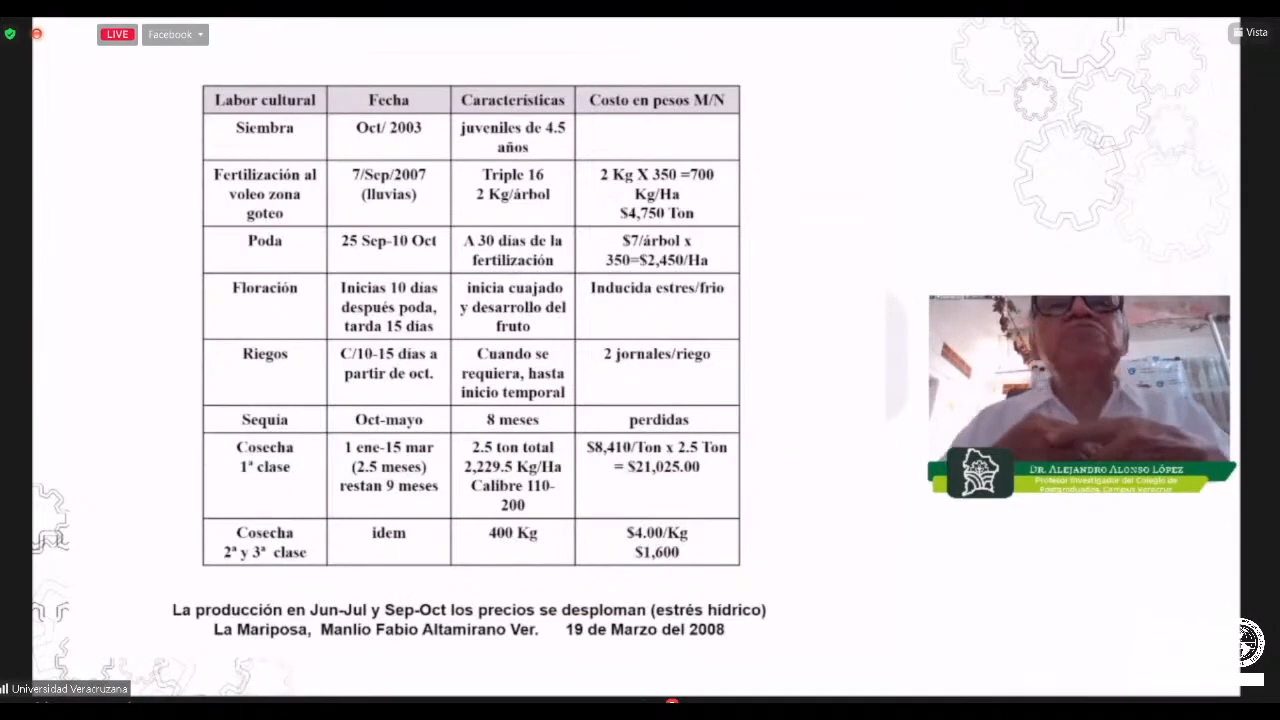 LIVE
Facebook
Vista
Labor cultural
Fecha
Características
Costo en pesos M/N
Siembra
Oct/ 2003
juveniles de 4.5
años
Fertilización al
voleo zona
goteo
7/Sep/2007
(lluvias)
Triple 16
2 Kg/árbol
2 Kg X 350 =700
Kg/Ha
$4,750 Ton
Poda
25 Sep-10 Oct
A 30 días de la
fertilización
$7/árbol x
350=$2,450/Ha
Floración
Inicias 10 días
después poda,
tarda 15 días
inicia cuajado
y desarrollo del
fruto
Inducida estres/frio
Riegos
C/10-15 días a
partir de oct.
Cuando se
requiera, hasta
inicio temporal
2 jornales/riego
Sequía
Oct-mayo
8 meses
perdidas
Cosecha
1ª clase
1 ene-15 mar
(2.5 meses)
restan 9 meses
2.5 ton total
2,229.5 Kg/Ha
Calibre 110-
200
$8,410/Ton x 2.5 Ton
= $21,025.00
Cosecha
2ª y 3ª clase
idem
400 Kg
$4.00/Kg
$1,600
La producción en Jun-Jul y Sep-Oct los precios se desploman (estrés hídrico)
La Mariposa, Manlio Fabio Altamirano Ver. 19 de Marzo del 2008
Dr. Alejandro Alonso López
Profesor Investigador del Colegio de
Postgraduados, Campus Veracruz
Universidad Veracruzana